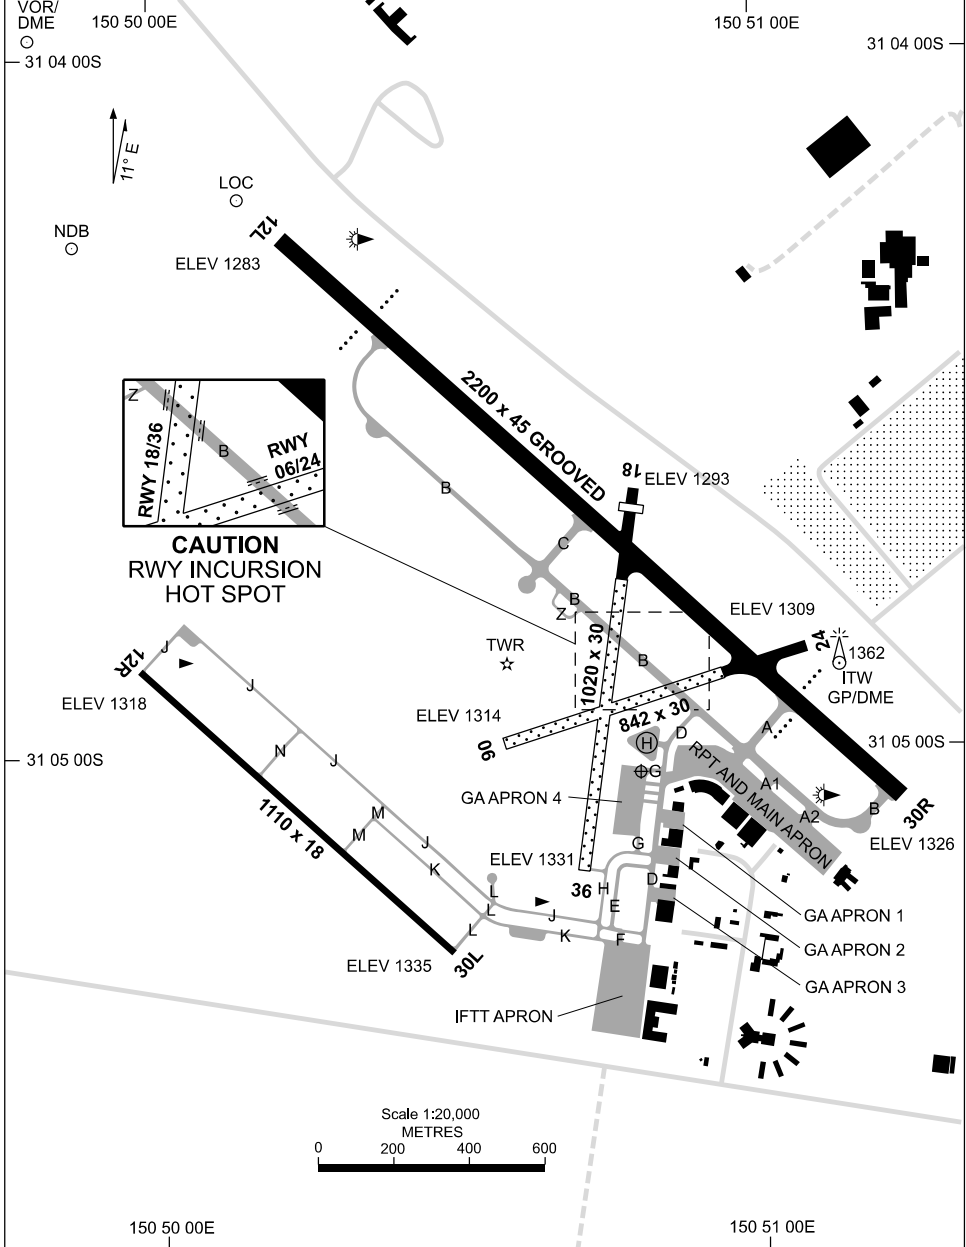 VOR/
DME
150 50 00E
150 51 00E
31 04 00S
31 04 00S
11° E
LOC
NDB
12L
ELEV 1283
2200 x 45 GROOVED
18
ELEV 1293
Z
B
RWY 18/36
RWY
06/24
CAUTION
RWY INCURSION
HOT SPOT
B
C
B
Z
B
ELEV 1309
24
1362
ITW
GP/DME
TWR
1020 x 30
842 x 30
ELEV 1314
06
J
12R
ELEV 1318
J
N
J
1110 x 18
M
M
J
K
L
L
L
J
K
30L
ELEV 1335
31 05 00S
31 05 00S
D
H
G
A
A1
A2
B
RPT AND MAIN APRON
30R
ELEV 1326
GA APRON 4
ELEV 1331
36
G
H
E
D
F
GA APRON 1
GA APRON 2
GA APRON 3
IFTT APRON
Scale 1:20,000
METRES
0 200 400 600
150 50 00E
150 51 00E